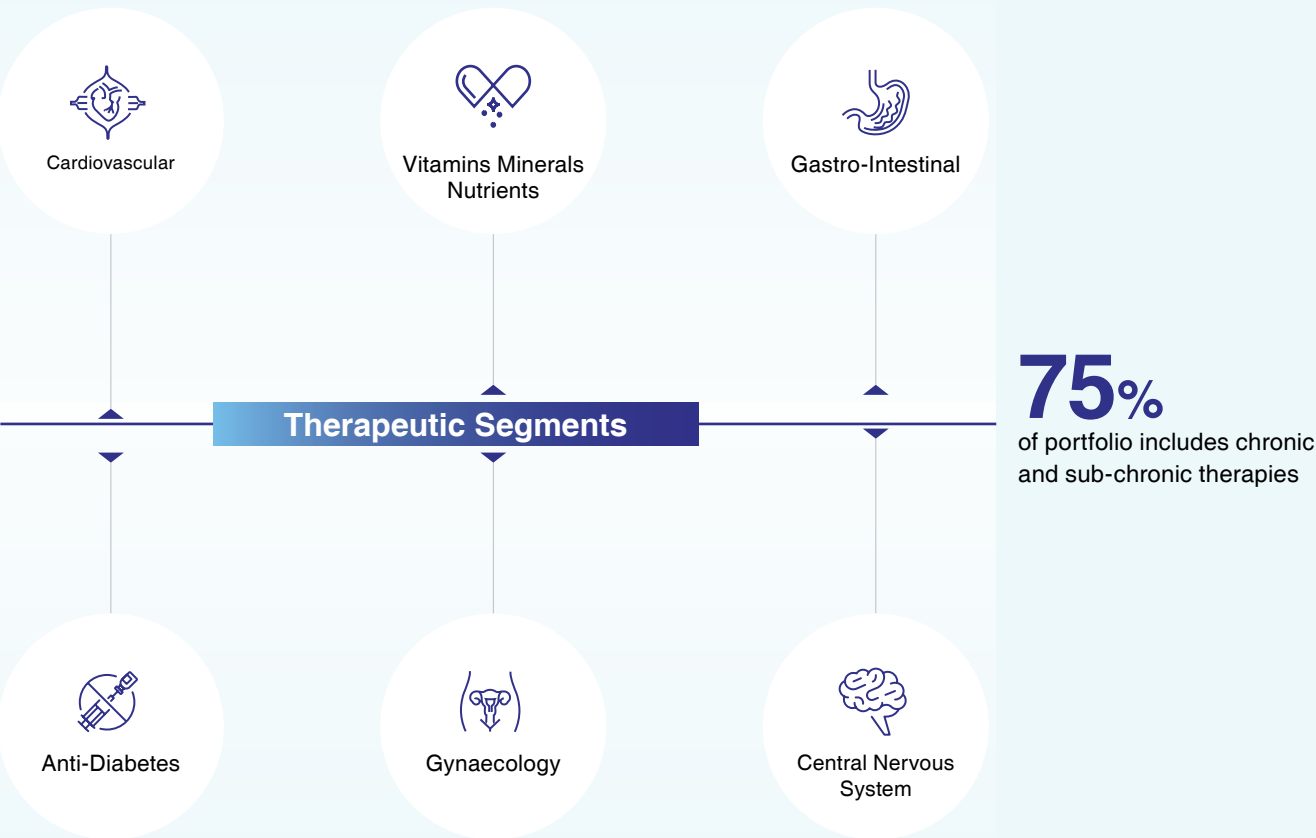 Cardiovascular
Vitamins Minerals
Nutrients
Gastro-Intestinal
Therapeutic Segments
75%
of portfolio includes chronic
and sub-chronic therapies
Anti-Diabetes
Gynaecology
Central Nervous
System